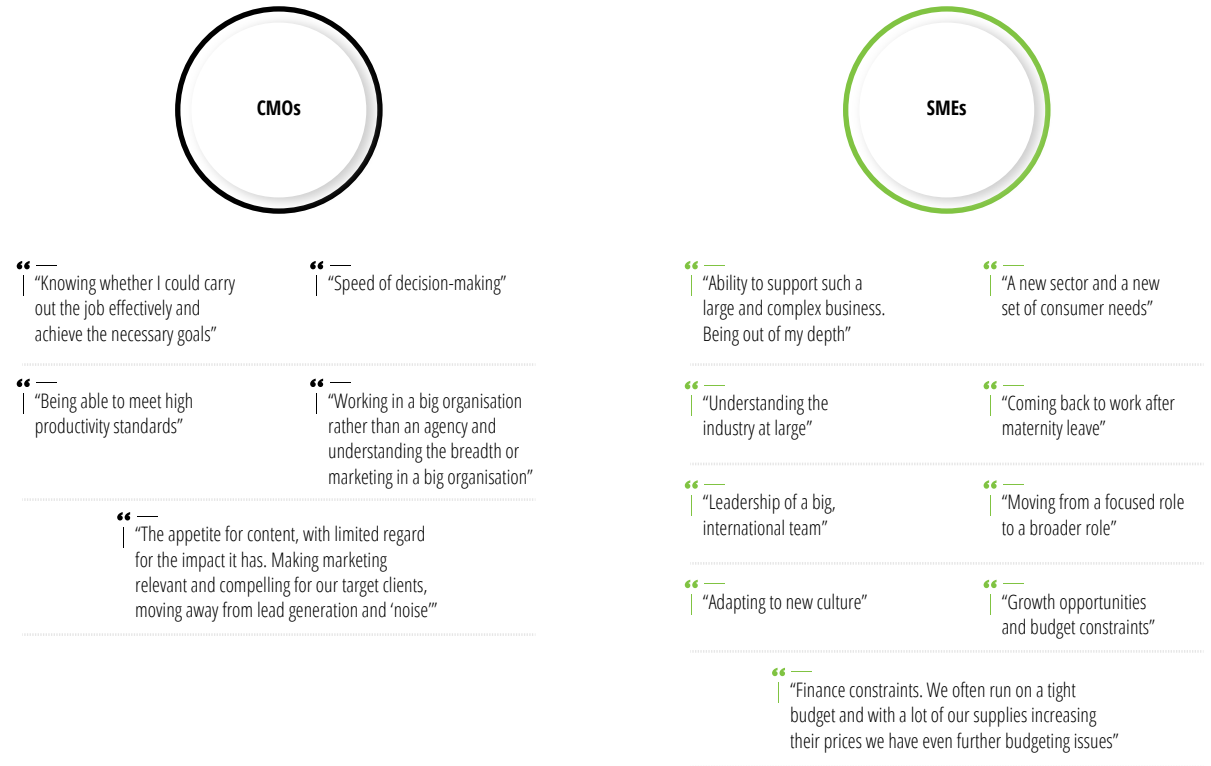 CMOs
“Knowing whether I could carry
out the job effectively and
achieve the necessary goals”
“Speed of decision-making”
“Being able to meet high
productivity standards”
“Working in a big organisation
rather than an agency and
understanding the breadth or
marketing in a big organisation”
“The appetite for content, with limited regard
for the impact it has. Making marketing
relevant and compelling for our target clients,
moving away from lead generation and ‘noise’”
SMEs
“Ability to support such a
large and complex business.
Being out of my depth”
“A new sector and a new
set of consumer needs”
“Understanding the
industry at large”
“Coming back to work after
maternity leave”
“Leadership of a big,
international team”
“Moving from a focused role
to a broader role”
“Adapting to new culture”
“Growth opportunities
and budget constraints”
“Finance constraints. We often run on a tight
budget and with a lot of our supplies increasing
their prices we have even further budgeting issues”